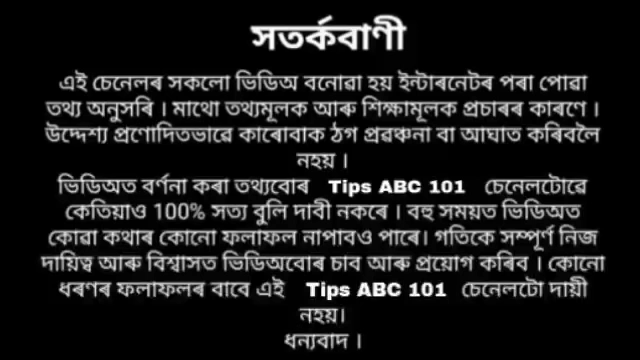 সতৰ্কবাণী
এই চেনেলৰ সকলো ভিডিঅ বনোৱা হয় ইন্টাৰনেটৰ পৰা পোৱা
তথ্য অনুসৰি । মাথো তথ্যমূলক আৰু শিক্ষামূলক প্ৰচাৰৰ কাৰণে ।
উদ্দেশ্য প্ৰণোদিতভাৱে কাৰোবাক ঠগ প্ৰৱঞ্চনা বা আঘাত কৰিবলৈ
নহয় ।
ভিডিঅত বৰ্ণনা কৰা তথ্যবোৰ Tips ABC 101 চেনেলটোৱে
কেতিয়াও 100% সত্য বুলি দাবী নকৰে । বহু সময়ত ভিডিঅত
কোৱা কথাৰ কোনো ফলাফল নাপাবও পাৰে। গতিকে সম্পূৰ্ণ নিজ
দায়িত্ব আৰু বিশ্বাসত ভিডিঅবোৰ চাব আৰু প্ৰয়োগ কৰিব । কোনো
ধৰণৰ ফলাফলৰ বাবে এই Tips ABC 101 চেনেলটো দায়ী
নহয়।
ধন্যবাদ ।